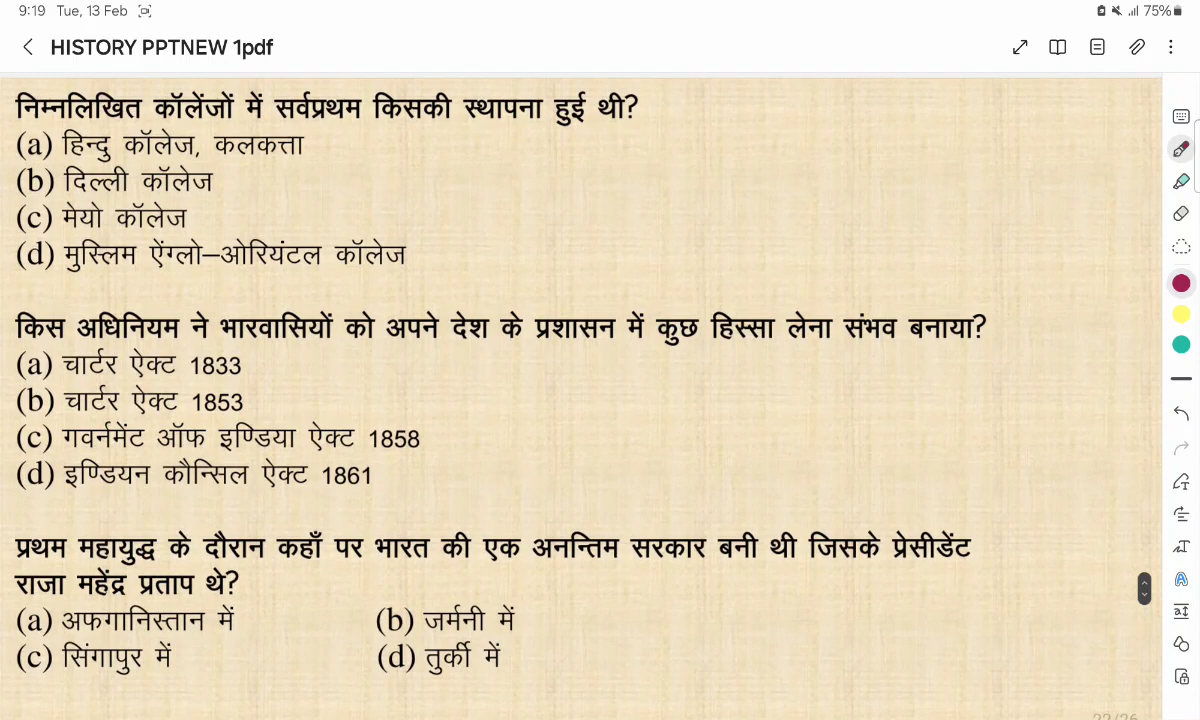 9:19 Tue, 13 Feb 75%
HISTORY PPTNEW 1pdf
निम्नलिखित कॉलेंजों में सर्वप्रथम किसकी स्थापना हुई थी?
(a) हिन्दु कॉलेज, कलकत्ता
(b) दिल्ली कॉलेज
(c) मेयो कॉलेज
(d) मुस्लिम ऐंग्लो–ओरियंटल कॉलेज
किस अधिनियम ने भारवासियों को अपने देश के प्रशासन में कुछ हिस्सा लेना संभव बनाया?
(a) चार्टर ऐक्ट 1833
(b) चार्टर ऐक्ट 1853
(c) गवर्नमेंट ऑफ इण्डिया ऐक्ट 1858
(d) इण्डियन कौन्सिल ऐक्ट 1861
प्रथम महायुद्ध के दौरान कहाँ पर भारत की एक अनन्तिम सरकार बनी थी जिसके प्रेसीडेंट
राजा महेंद्र प्रताप थे?
(a) अफगानिस्तान में (b) जर्मनी में
(c) सिंगापुर में (d) तुर्की में